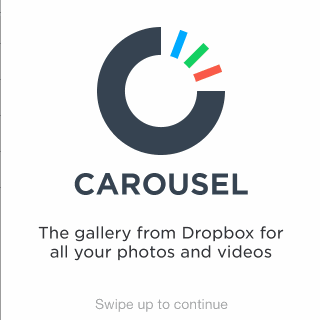 CAROUSEL
The gallery from Dropbox for
all your photos and videos
Swipe up to continue